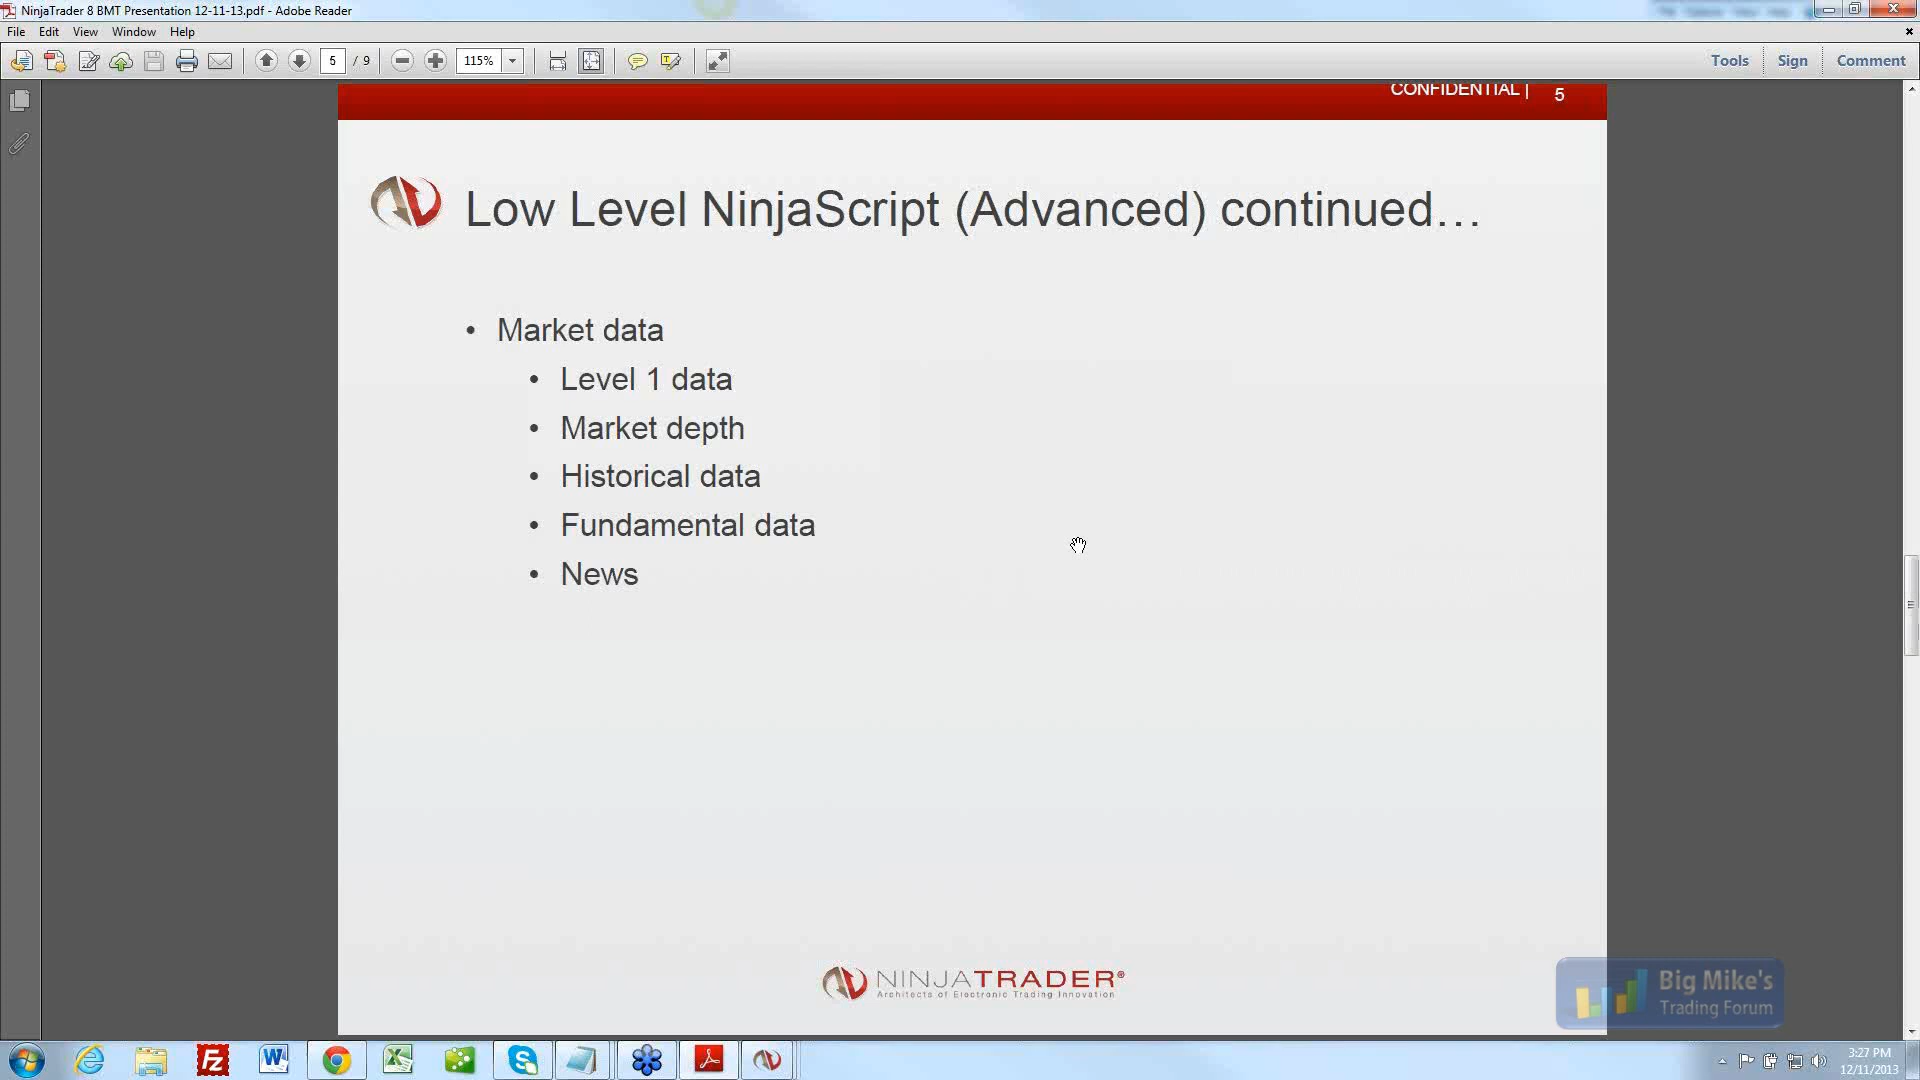 NinjaTrader 8 BMT Presentation 12-11-13.pdf - Adobe Reader
File Edit View Window Help
5 / 9 115% Tools Sign Comment
CONFIDENTIAL | 5
Low Level NinjaScript (Advanced) continued…
• Market data
• Level 1 data
• Market depth
• Historical data
• Fundamental data
• News
NINJATRADER®
Architects of Electronic Trading Innovation
Big Mike's
Trading Forum
3:27 PM
12/11/2013